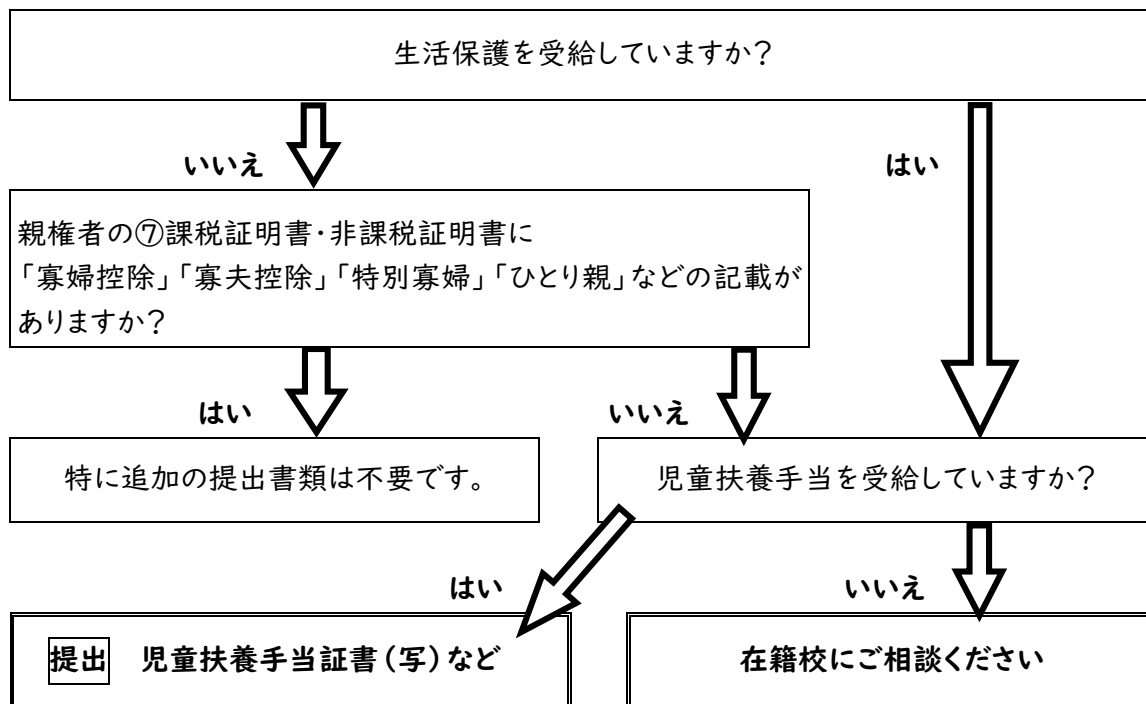 生活保護を受給していますか?
いいえ
はい
親権者の⑦課税証明書・非課税証明書に
「寡婦控除」「寡夫控除」「特別寡婦」「ひとり親」などの記載が
ありますか?
はい
いいえ
特に追加の提出書類は不要です。
児童扶養手当を受給していますか?
はい
いいえ
提出 児童扶養手当証書(写)など
在籍校にご相談ください